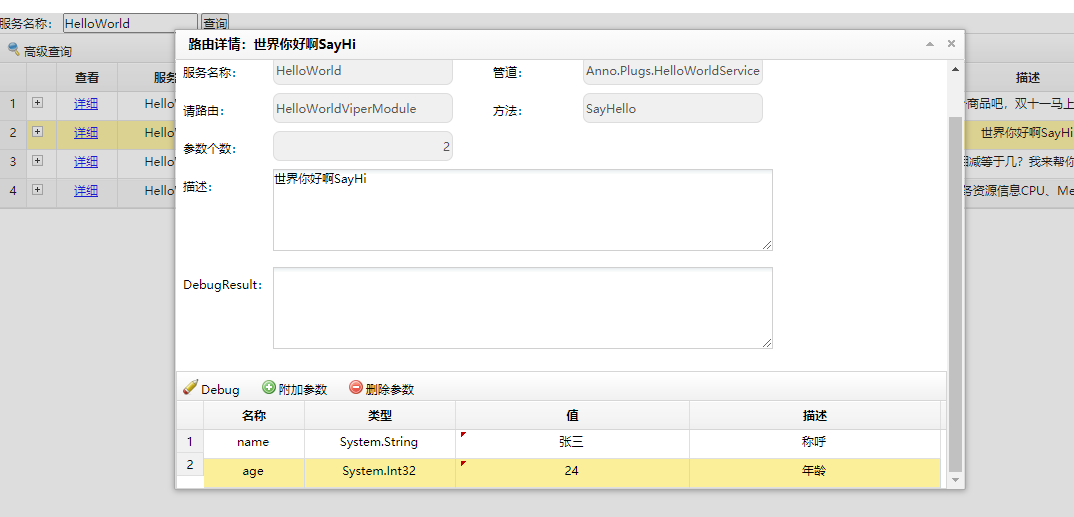 服务名称： HelloWorld 查询
高级查询
查看 服务 描述
1 详细 Hello 商品吧，双十一马上
2 详细 Hello 世界你好啊SayHi
3 详细 Hello 减等于几？我来帮你
4 详细 Hello 务资源信息CPU、Me
路由详情：世界你好啊SayHi
服务名称： HelloWorld 管道： Anno.Plugs.HelloWorldService
请路由： HelloWorldViperModule 方法： SayHello
参数个数： 2
描述： 世界你好啊SayHi
DebugResult：
Debug 附加参数 删除参数
名称 类型 值 描述
1 name System.String 张三 称呼
2 age System.Int32 24 年龄